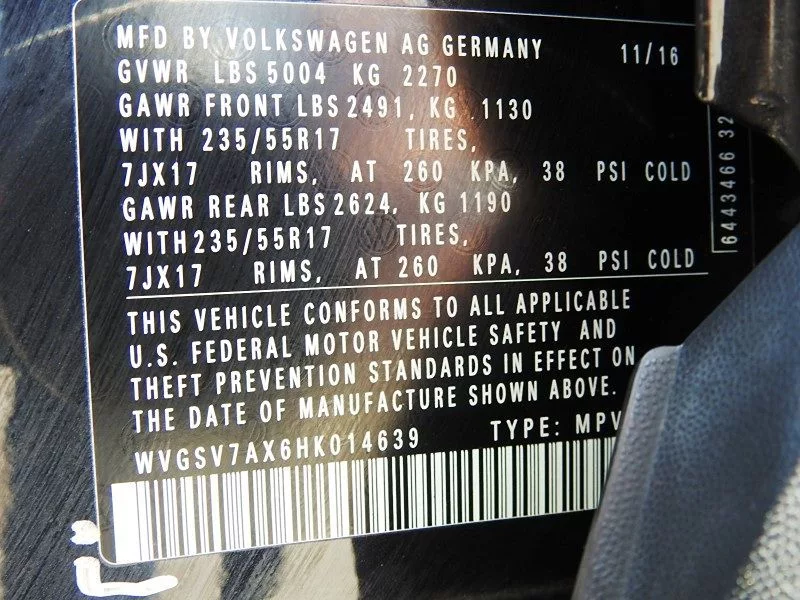 MFD BY VOLKSWAGEN AG GERMANY 11/16
GVWR LBS 5004 KG 2270
GAWR FRONT LBS 2491, KG 1130
WITH 235/55R17 TIRES,
7JX17 RIMS, AT 260 KPA, 38 PSI COLD
GAWR REAR LBS 2624, KG 1190
WITH 235/55R17 TIRES,
7JX17 RIMS, AT 260 KPA, 38 PSI COLD
THIS VEHICLE CONFORMS TO ALL APPLICABLE
U.S. FEDERAL MOTOR VEHICLE SAFETY AND
THEFT PREVENTION STANDARDS IN EFFECT ON
THE DATE OF MANUFACTURE SHOWN ABOVE.
WVGSV7AX6HK014639 TYPE: MPV
6443466 32